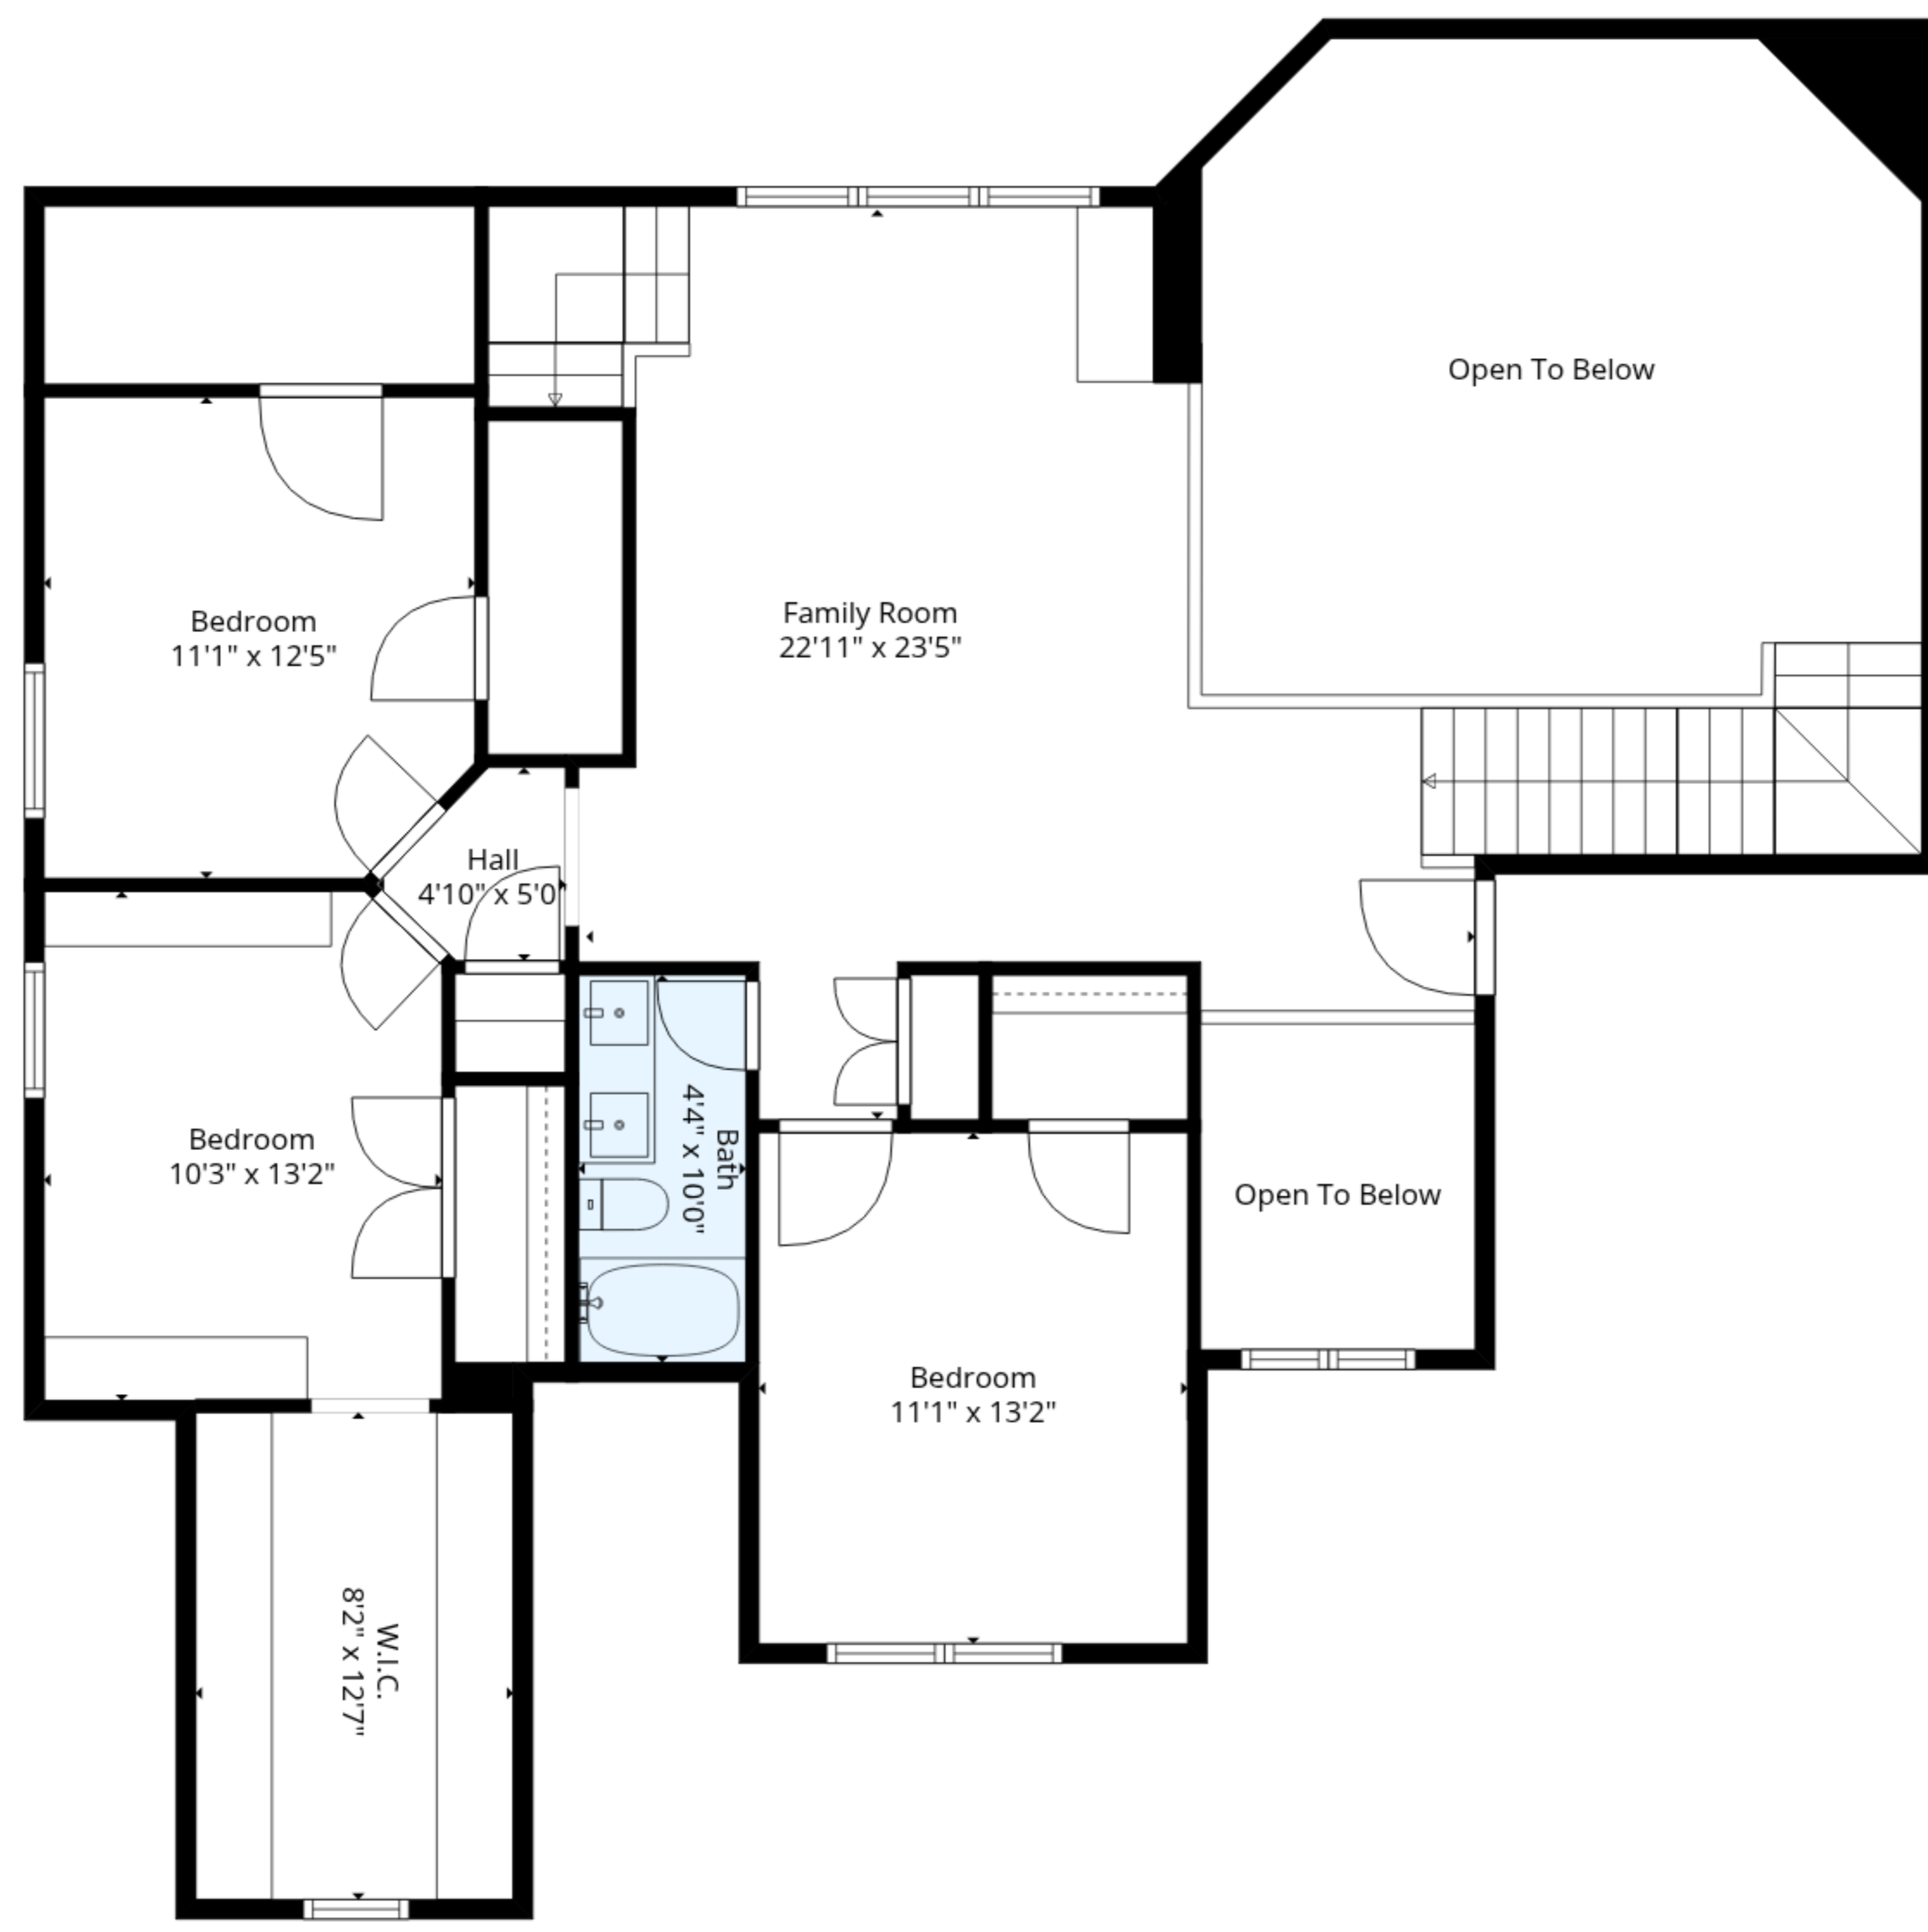 Open To Below
Family Room
22'11" x 23'5"
Bedroom
11'1" x 12'5"
Hall
4'10" x 5'0
Bedroom
10'3" x 13'2"
Bath
4'4" x 10'0"
Open To Below
Bedroom
11'1" x 13'2"
W.I.C.
8'2" x 12'7"